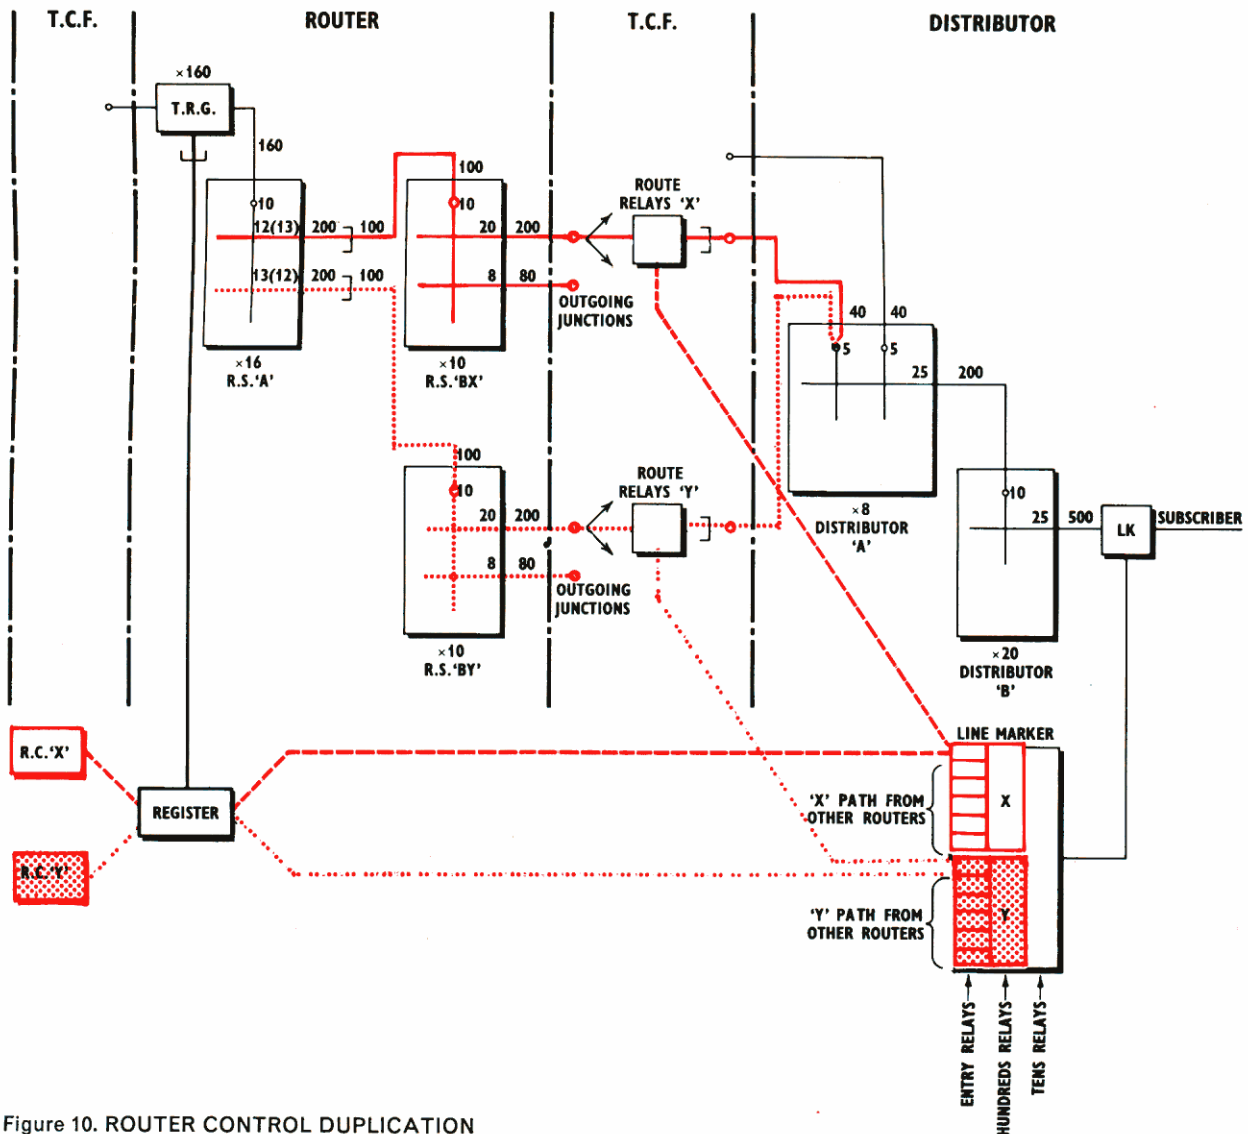 T.C.F.
ROUTER
T.C.F.
DISTRIBUTOR
×160
T.R.G.
160
10
12(13)
200
100
13(12)
200
100
×16
R.S.'A'
100
10
20
200
8
80
×10
R.S.'BX'
OUTGOING
JUNCTIONS
ROUTE
RELAYS 'X'
100
10
20
200
8
80
×10
R.S.'BY'
OUTGOING
JUNCTIONS
ROUTE
RELAYS 'Y'
40
40
5
5
25
200
×8
DISTRIBUTOR
'A'
10
25
500
LK
SUBSCRIBER
×20
DISTRIBUTOR
'B'
R.C.'X'
R.C.'Y'
REGISTER
LINE MARKER
'X' PATH FROM
OTHER ROUTERS
X
'Y' PATH FROM
OTHER ROUTERS
Y
ENTRY RELAYS
HUNDREDS RELAYS
TENS RELAYS
Figure 10. ROUTER CONTROL DUPLICATION